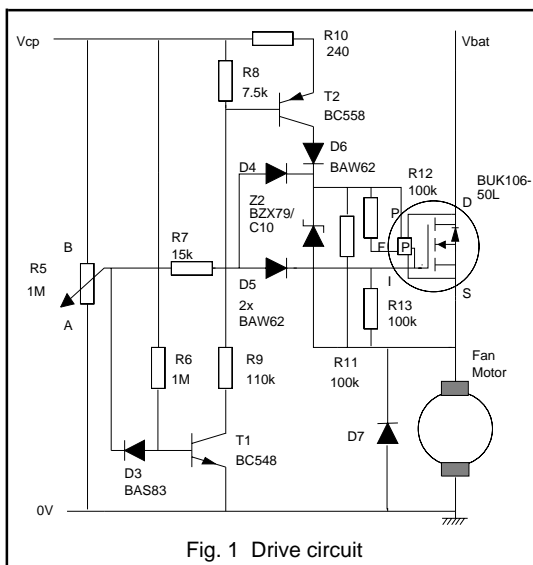 Vcp
R10
240
Vbat
R8
7.5k
T2
BC558
D6
BAW62
D4
R12
100k
BUK106-
50L
Z2
BZX79/
C10
P
D
F
P
B
R7
15k
R5
1M
D5
I
S
A
2x
BAW62
R13
100k
R6
1M
R9
110k
R11
100k
Fan
Motor
T1
BC548
D7
D3
BAS83
0V
Fig. 1 Drive circuit